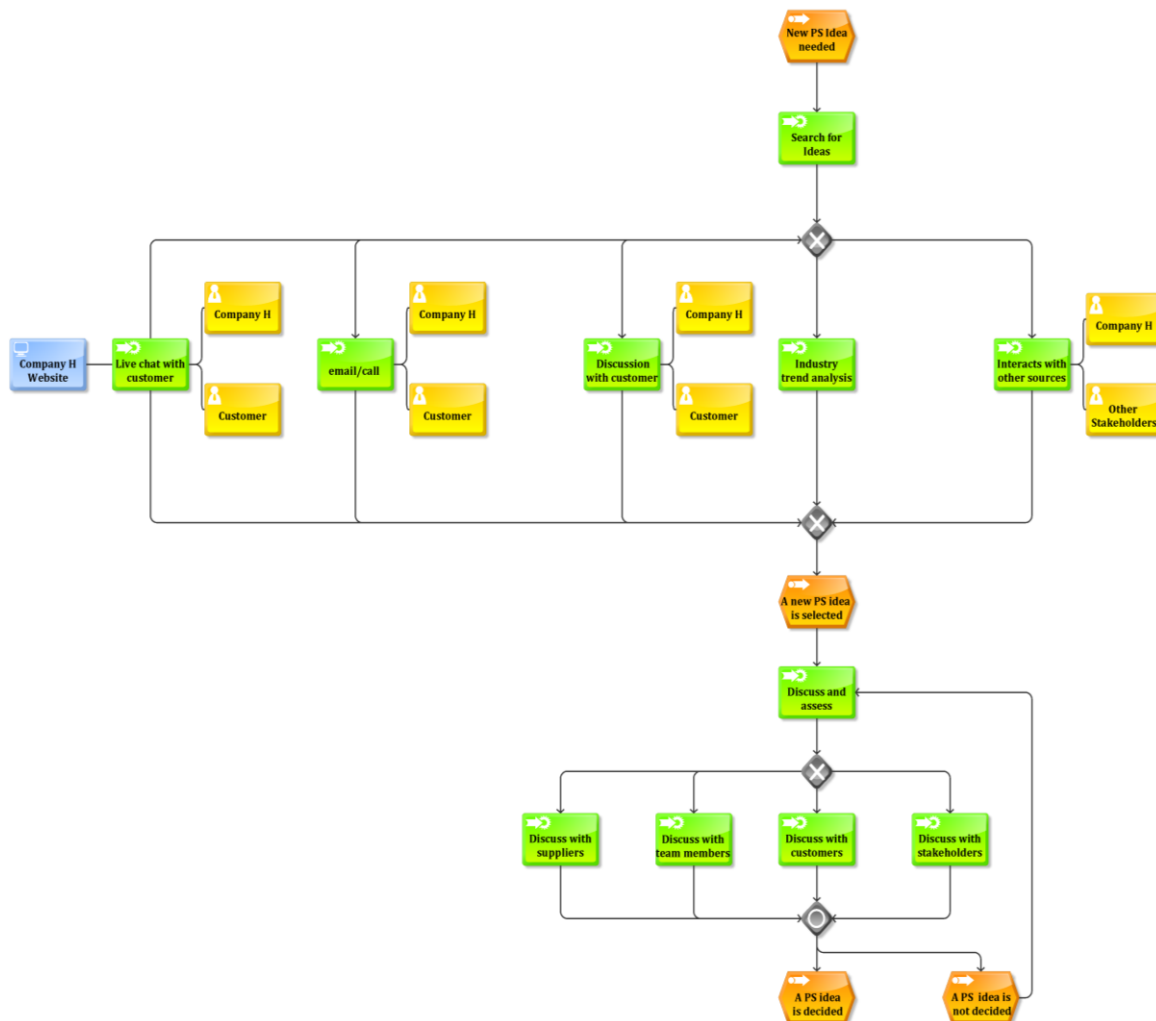 New PS Idea
needed
Search for
Ideas
Company H
Website
Live chat with
customer
Company H
Customer
email/call
Company H
Customer
Discussion
with customer
Company H
Customer
Industry
trend analysis
Interacts with
other sources
Company H
Other
Stakeholders
A new PS idea
is selected
Discuss and
assess
Discuss with
suppliers
Discuss with
team members
Discuss with
customers
Discuss with
stakeholders
A PS idea
is decided
A PS idea is
not decided